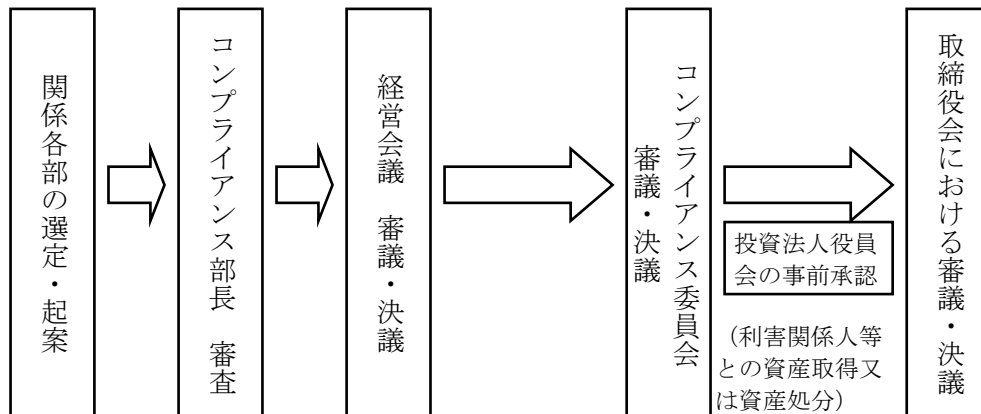 関係各部の選定・起案
コンプライアンス部長　審査
経営会議　審議・決議
コンプライアンス委員会
審議・決議
投資法人役員
会の事前承認
（利害関係人等
との資産取得又
は資産処分）
取締役会における審議・決議